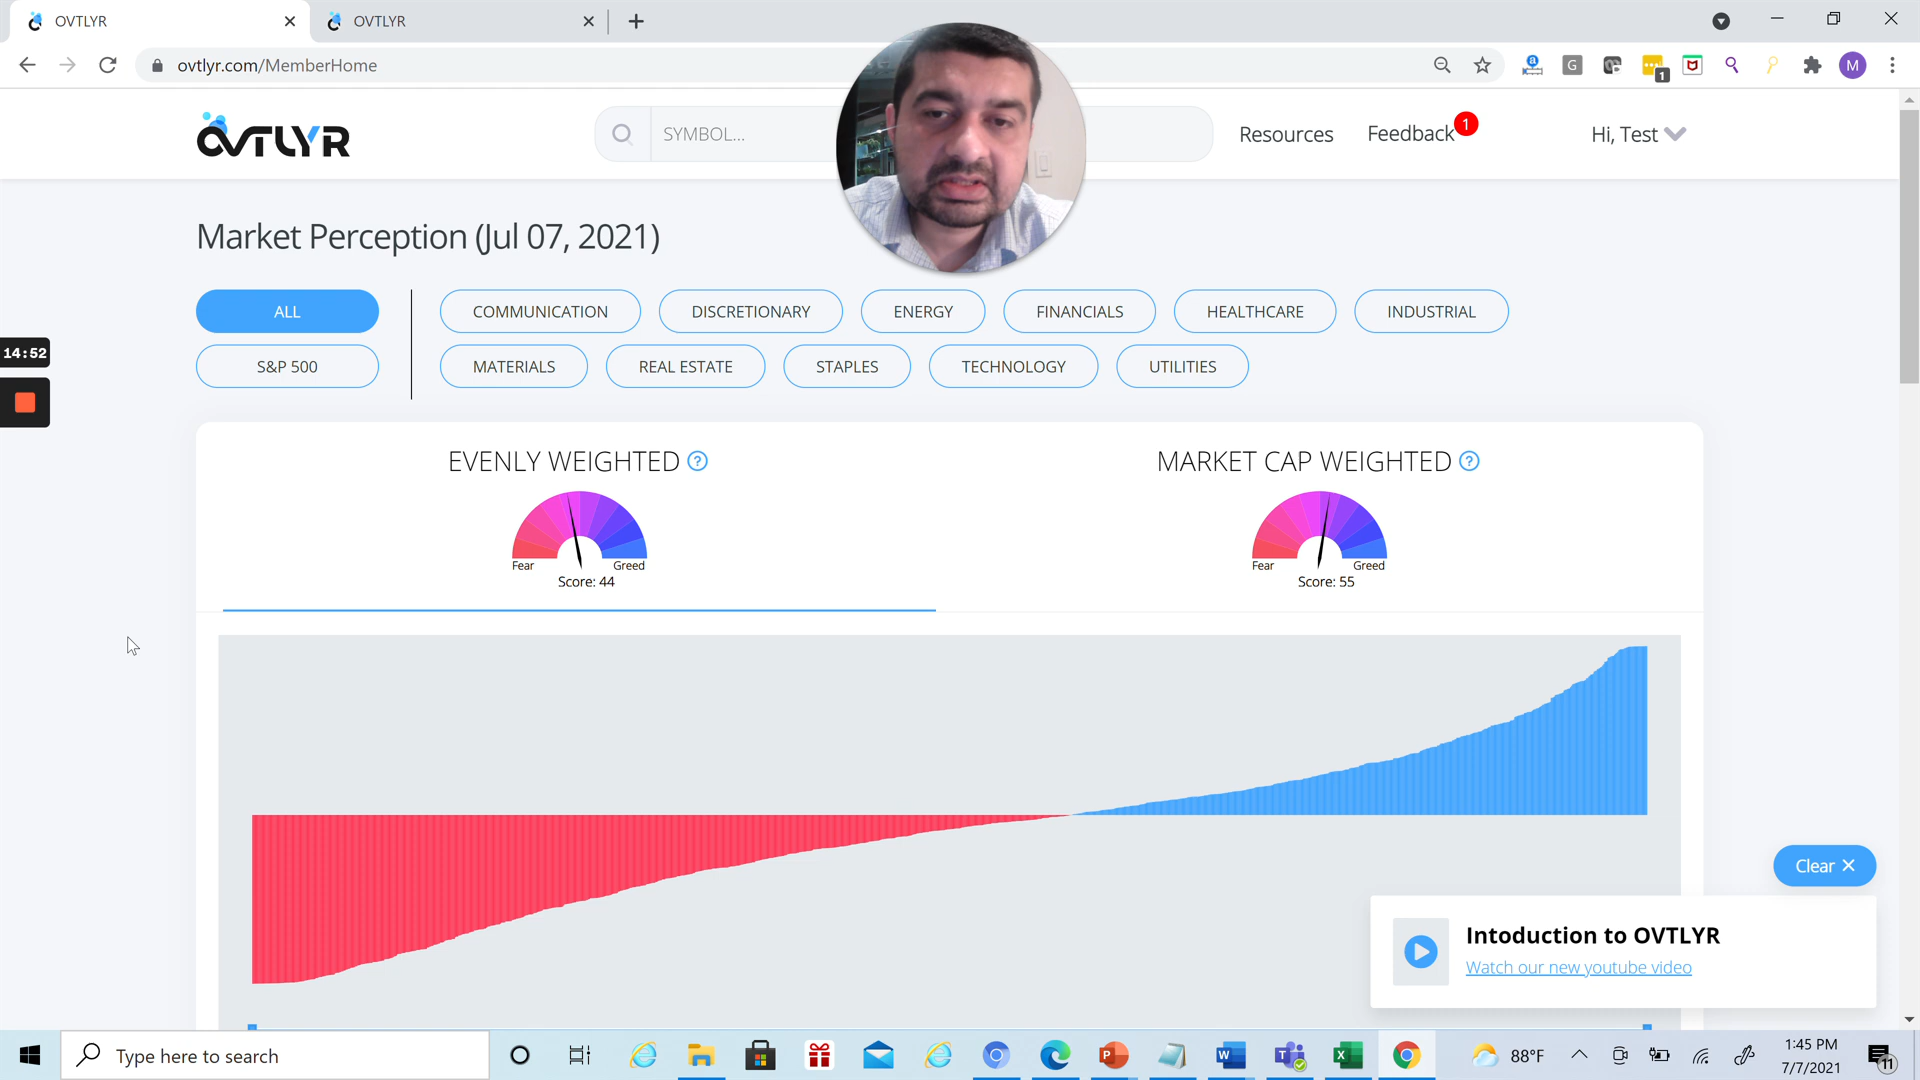 OVTLYR
OVTLYR
ovtlyr.com/MemberHome
G
1
M
OVTLYR
SYMBOL...
Resources
Feedback
1
Hi, Test
Market Perception (Jul 07, 2021)
ALL
COMMUNICATION
DISCRETIONARY
ENERGY
FINANCIALS
HEALTHCARE
INDUSTRIAL
14:52
S&P 500
MATERIALS
REAL ESTATE
STAPLES
TECHNOLOGY
UTILITIES
EVENLY WEIGHTED ?
MARKET CAP WEIGHTED ?
Fear
Greed
Score: 44
Fear
Greed
Score: 55
Clear ✕
Intoduction to OVTLYR
Watch our new youtube video
Type here to search
88°F
1:45 PM
7/7/2021
11